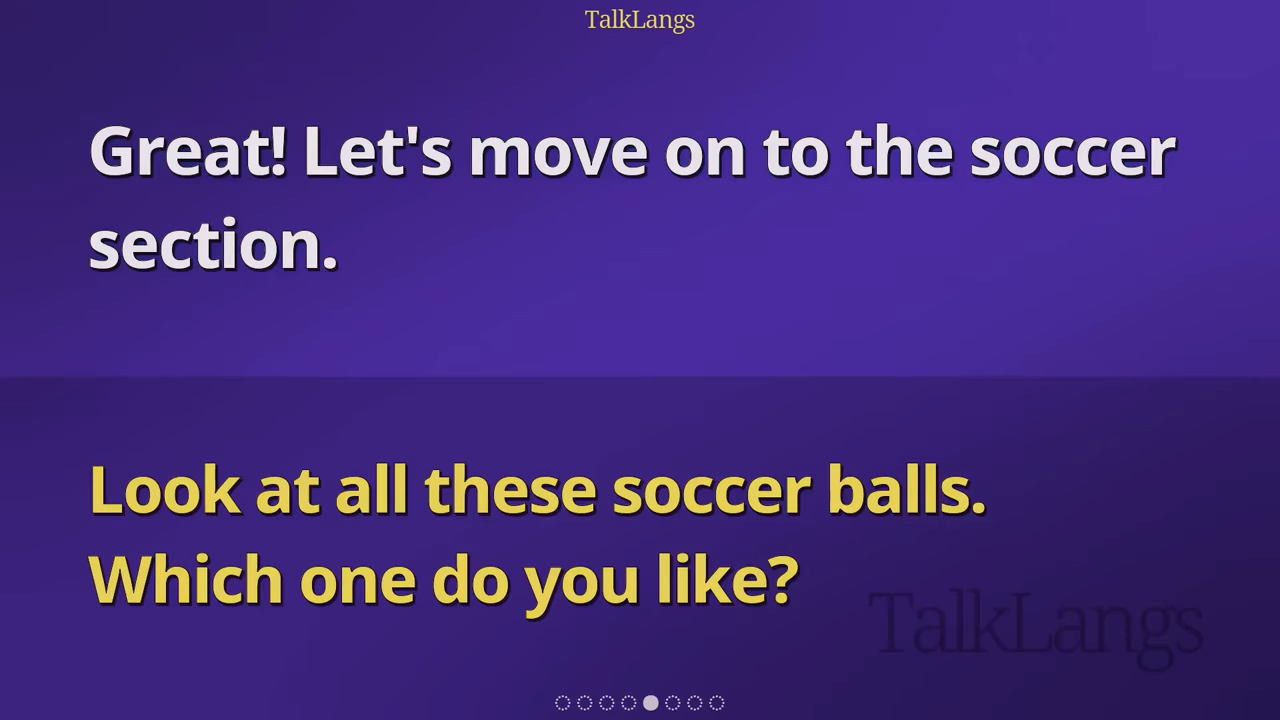 TalkLangs
Great! Let's move on to the soccer
section.
Look at all these soccer balls.
Which one do you like?
TalkLangs